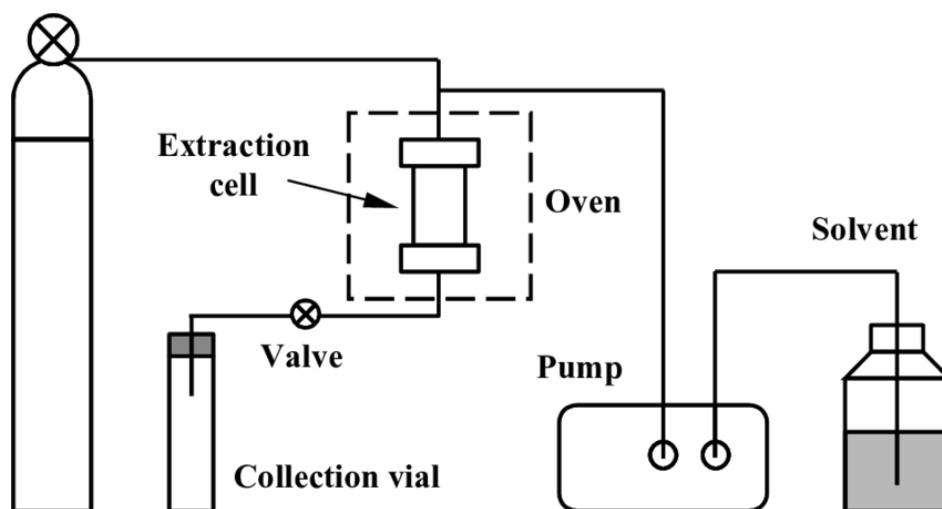 Extraction
cell
Oven
Solvent
Valve
Pump
Collection vial